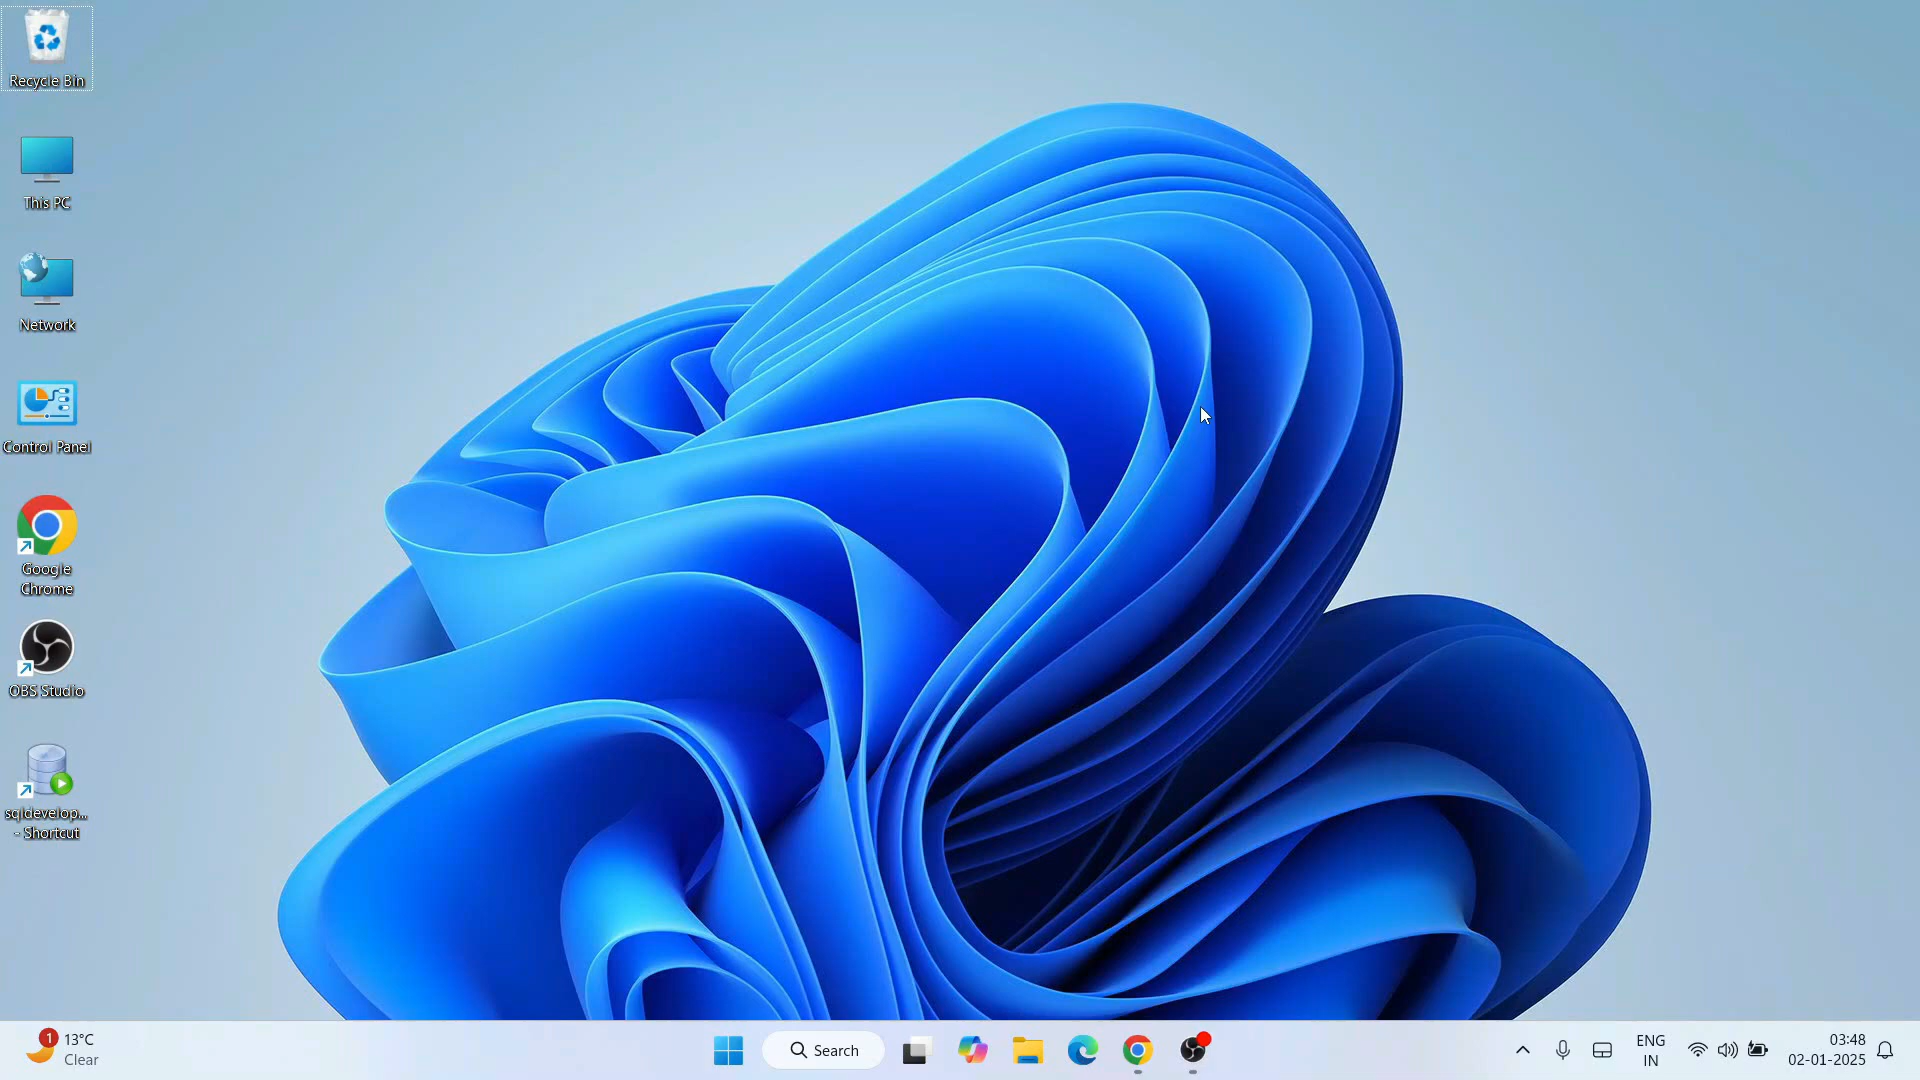 Recycle Bin
This PC
Network
Control Panel
Google
Chrome
OBS Studio
sqldevelop...
- Shortcut
1
13°C
Clear
Search
ENG
IN
03:48
02-01-2025